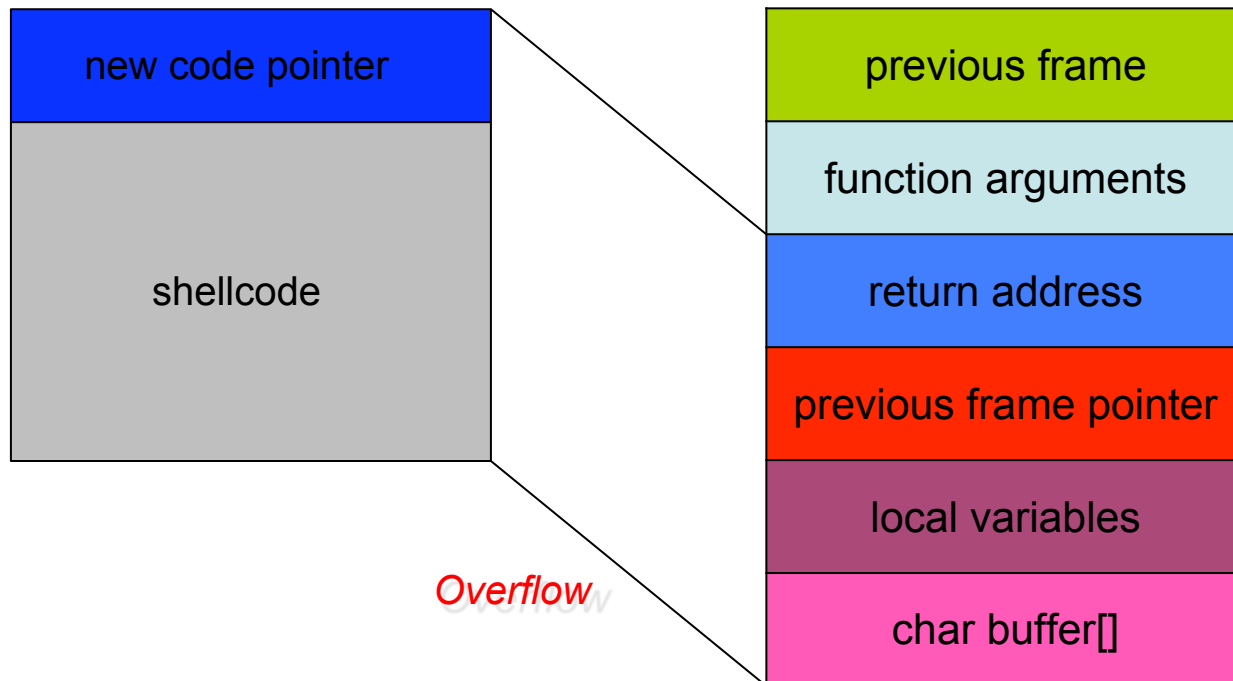 new code pointer
shellcode
Overflow
previous frame
function arguments
return address
previous frame pointer
local variables
char buffer[]